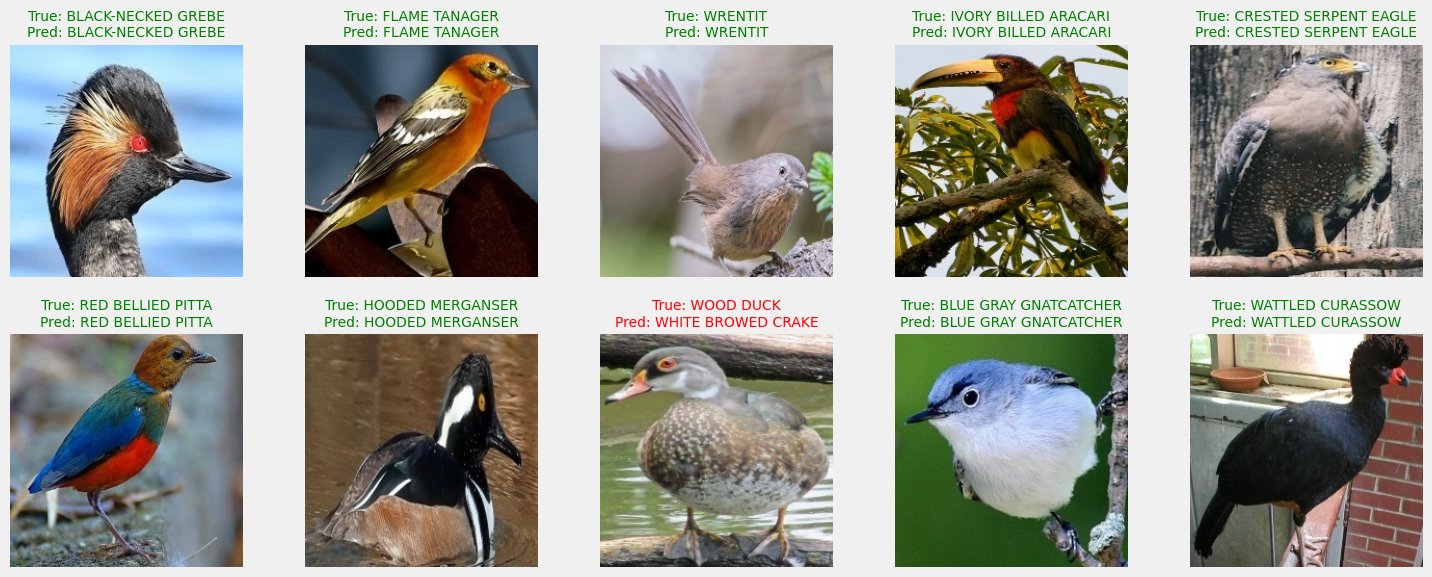 True: BLACK-NECKED GREBE
Pred: BLACK-NECKED GREBE
True: FLAME TANAGER
Pred: FLAME TANAGER
True: WRENTIT
Pred: WRENTIT
True: IVORY BILLED ARACARI
Pred: IVORY BILLED ARACARI
True: CRESTED SERPENT EAGLE
Pred: CRESTED SERPENT EAGLE
True: RED BELLIED PITTA
Pred: RED BELLIED PITTA
True: HOODED MERGANSER
Pred: HOODED MERGANSER
True: WOOD DUCK
Pred: WHITE BROWED CRAKE
True: BLUE GRAY GNATCATCHER
Pred: BLUE GRAY GNATCATCHER
True: WATTLED CURASSOW
Pred: WATTLED CURASSOW